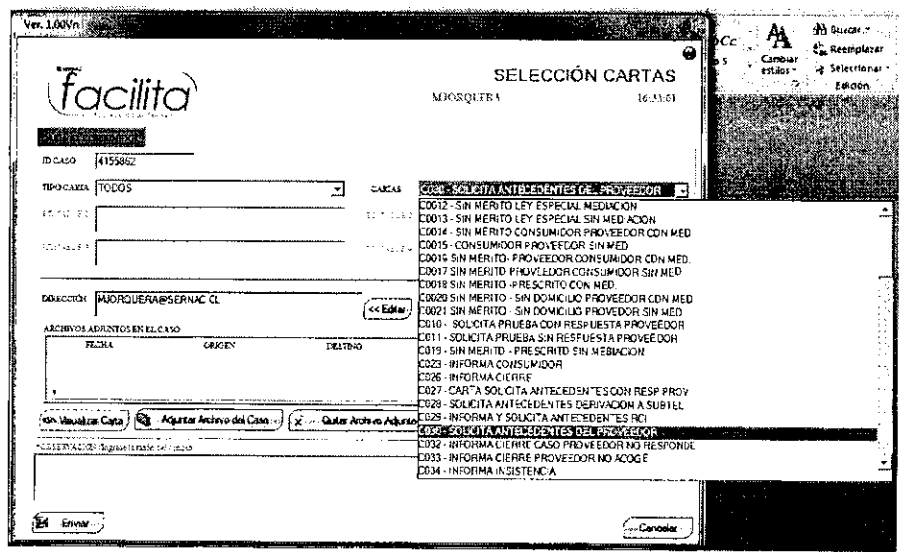 Ver. 1.00Vn
facilita
SELECCIÓN CARTAS
MJORQUERA
16:33:01
ID CASO 4155862
TIPO CARTA TODOS
CARTAS C030 - SOLICITA ANTECEDENTES DEL PROVEEDOR
C0012 - SIN MERITO LEY ESPECIAL MEDIACION
C0013 - SIN MERITO LEY ESPECIAL SIN MEDIACION
C0014 - SIN MERITO CONSUMIDOR PROVEEDOR CON MED
C0015 - CONSUMIDOR PROVEEDOR SIN MED
C0016 SIN MERITO- PROVEEDOR CONSUMIDOR CON MED.
C0017 SIN MERITO PROVEEDOR CONSUMIDOR SIN MED
C0018 SIN MERITO -PRESCRITO CON MED.
C0020 SIN MERITO - SIN DOMICILIO PROVEEDOR CON MED
C0021 SIN MERITO - SIN DOMICILIO PROVEEDOR SIN MED
C010 - SOLICITA PRUEBA CON RESPUESTA PROVEEDOR
C011 - SOLICITA PRUEBA SIN RESPUESTA PROVEEDOR
C019 - SIN MERITO - PRESCRITO SIN MEDIACION
C023 - INFORMA CONSUMIDOR
C026 - INFORMA CIERRE
C027 - CARTA SOLICITA ANTECEDENTES CON RESP PROV
C028 - SOLICITA ANTECEDENTES DERIVACION A SUBTEL
C029 - INFORMA Y SOLICITA ANTECEDENTES RCI
C030 - SOLICITA ANTECEDENTES DEL PROVEEDOR
C032 - INFORMA CIERRE CASO PROVEEDOR NO RESPONDE
C033 - INFORMA CIERRE PROVEEDOR NO ACOGE
C034 - INFORMA INSISTENCIA
DIRECCIÓN MJORQUERA@SERNAC.CL
<< Editar
ARCHIVOS ADJUNTOS EN EL CASO
FECHA ORIGEN DESTINO
Visualizar Carta
Adjuntar Archivo del Caso
Quitar Archivo Adjunto
Enviar
Cancelar
Cambiar estilos
Buscar
Reemplazar
Seleccionar
Edición